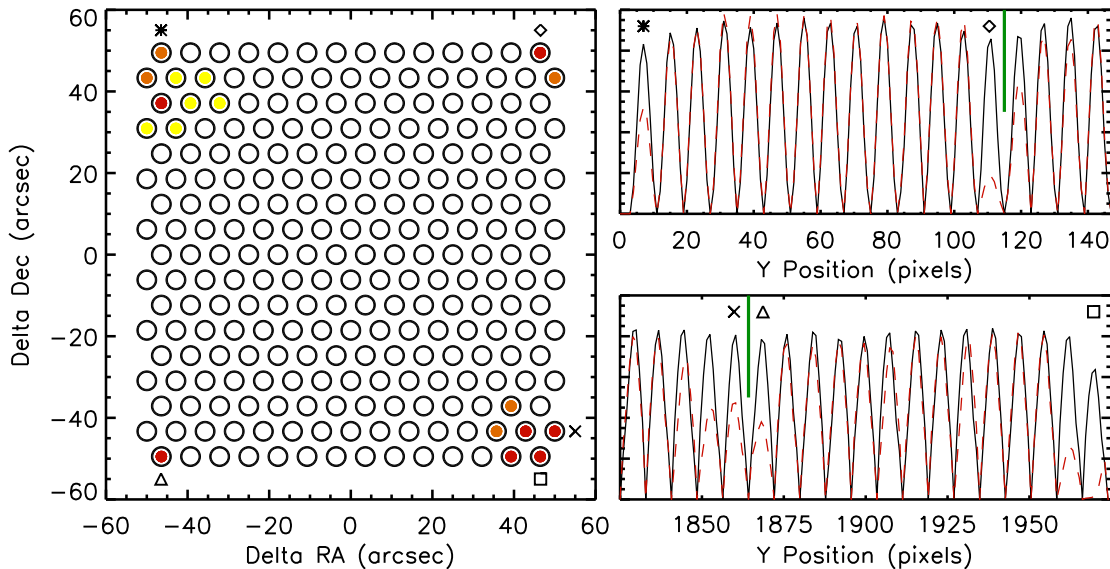 60
40
20
0
−20
−40
−60
−60 −40 −20 0 20 40 60
Delta RA (arcsec)
Delta Dec (arcsec)
0 20 40 60 80 100 120 140
Y Position (pixels)
1850 1875 1900 1925 1950
Y Position (pixels)